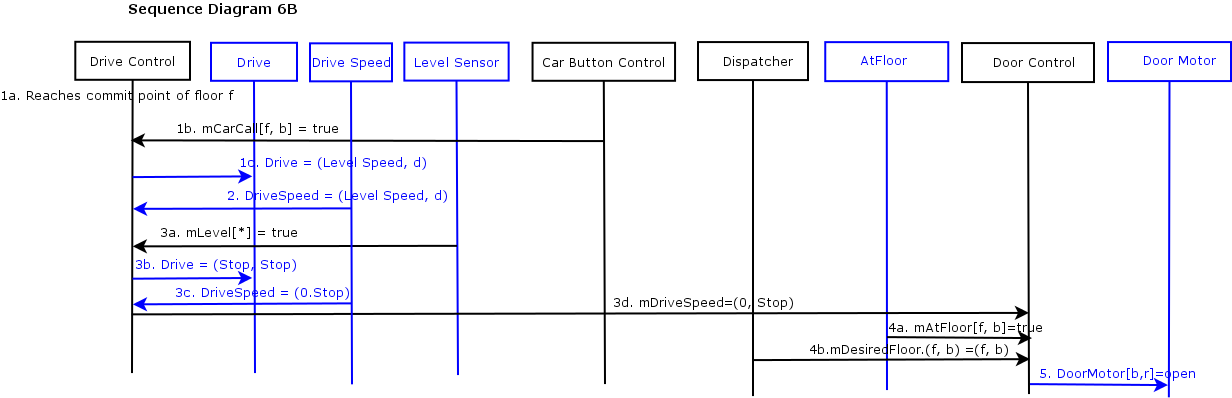 Sequence Diagram 6B
Drive Control
Drive
Drive Speed
Level Sensor
Car Button Control
Dispatcher
AtFloor
Door Control
Door Motor
1a. Reaches commit point of floor f
1b. mCarCall[f, b] = true
1c. Drive = (Level Speed, d)
2. DriveSpeed = (Level Speed, d)
3a. mLevel[*] = true
3b. Drive = (Stop, Stop)
3c. DriveSpeed = (0.Stop)
3d. mDriveSpeed=(0, Stop)
4a. mAtFloor[f, b]=true
4b.mDesiredFloor.(f, b) =(f, b)
5. DoorMotor[b,r]=open